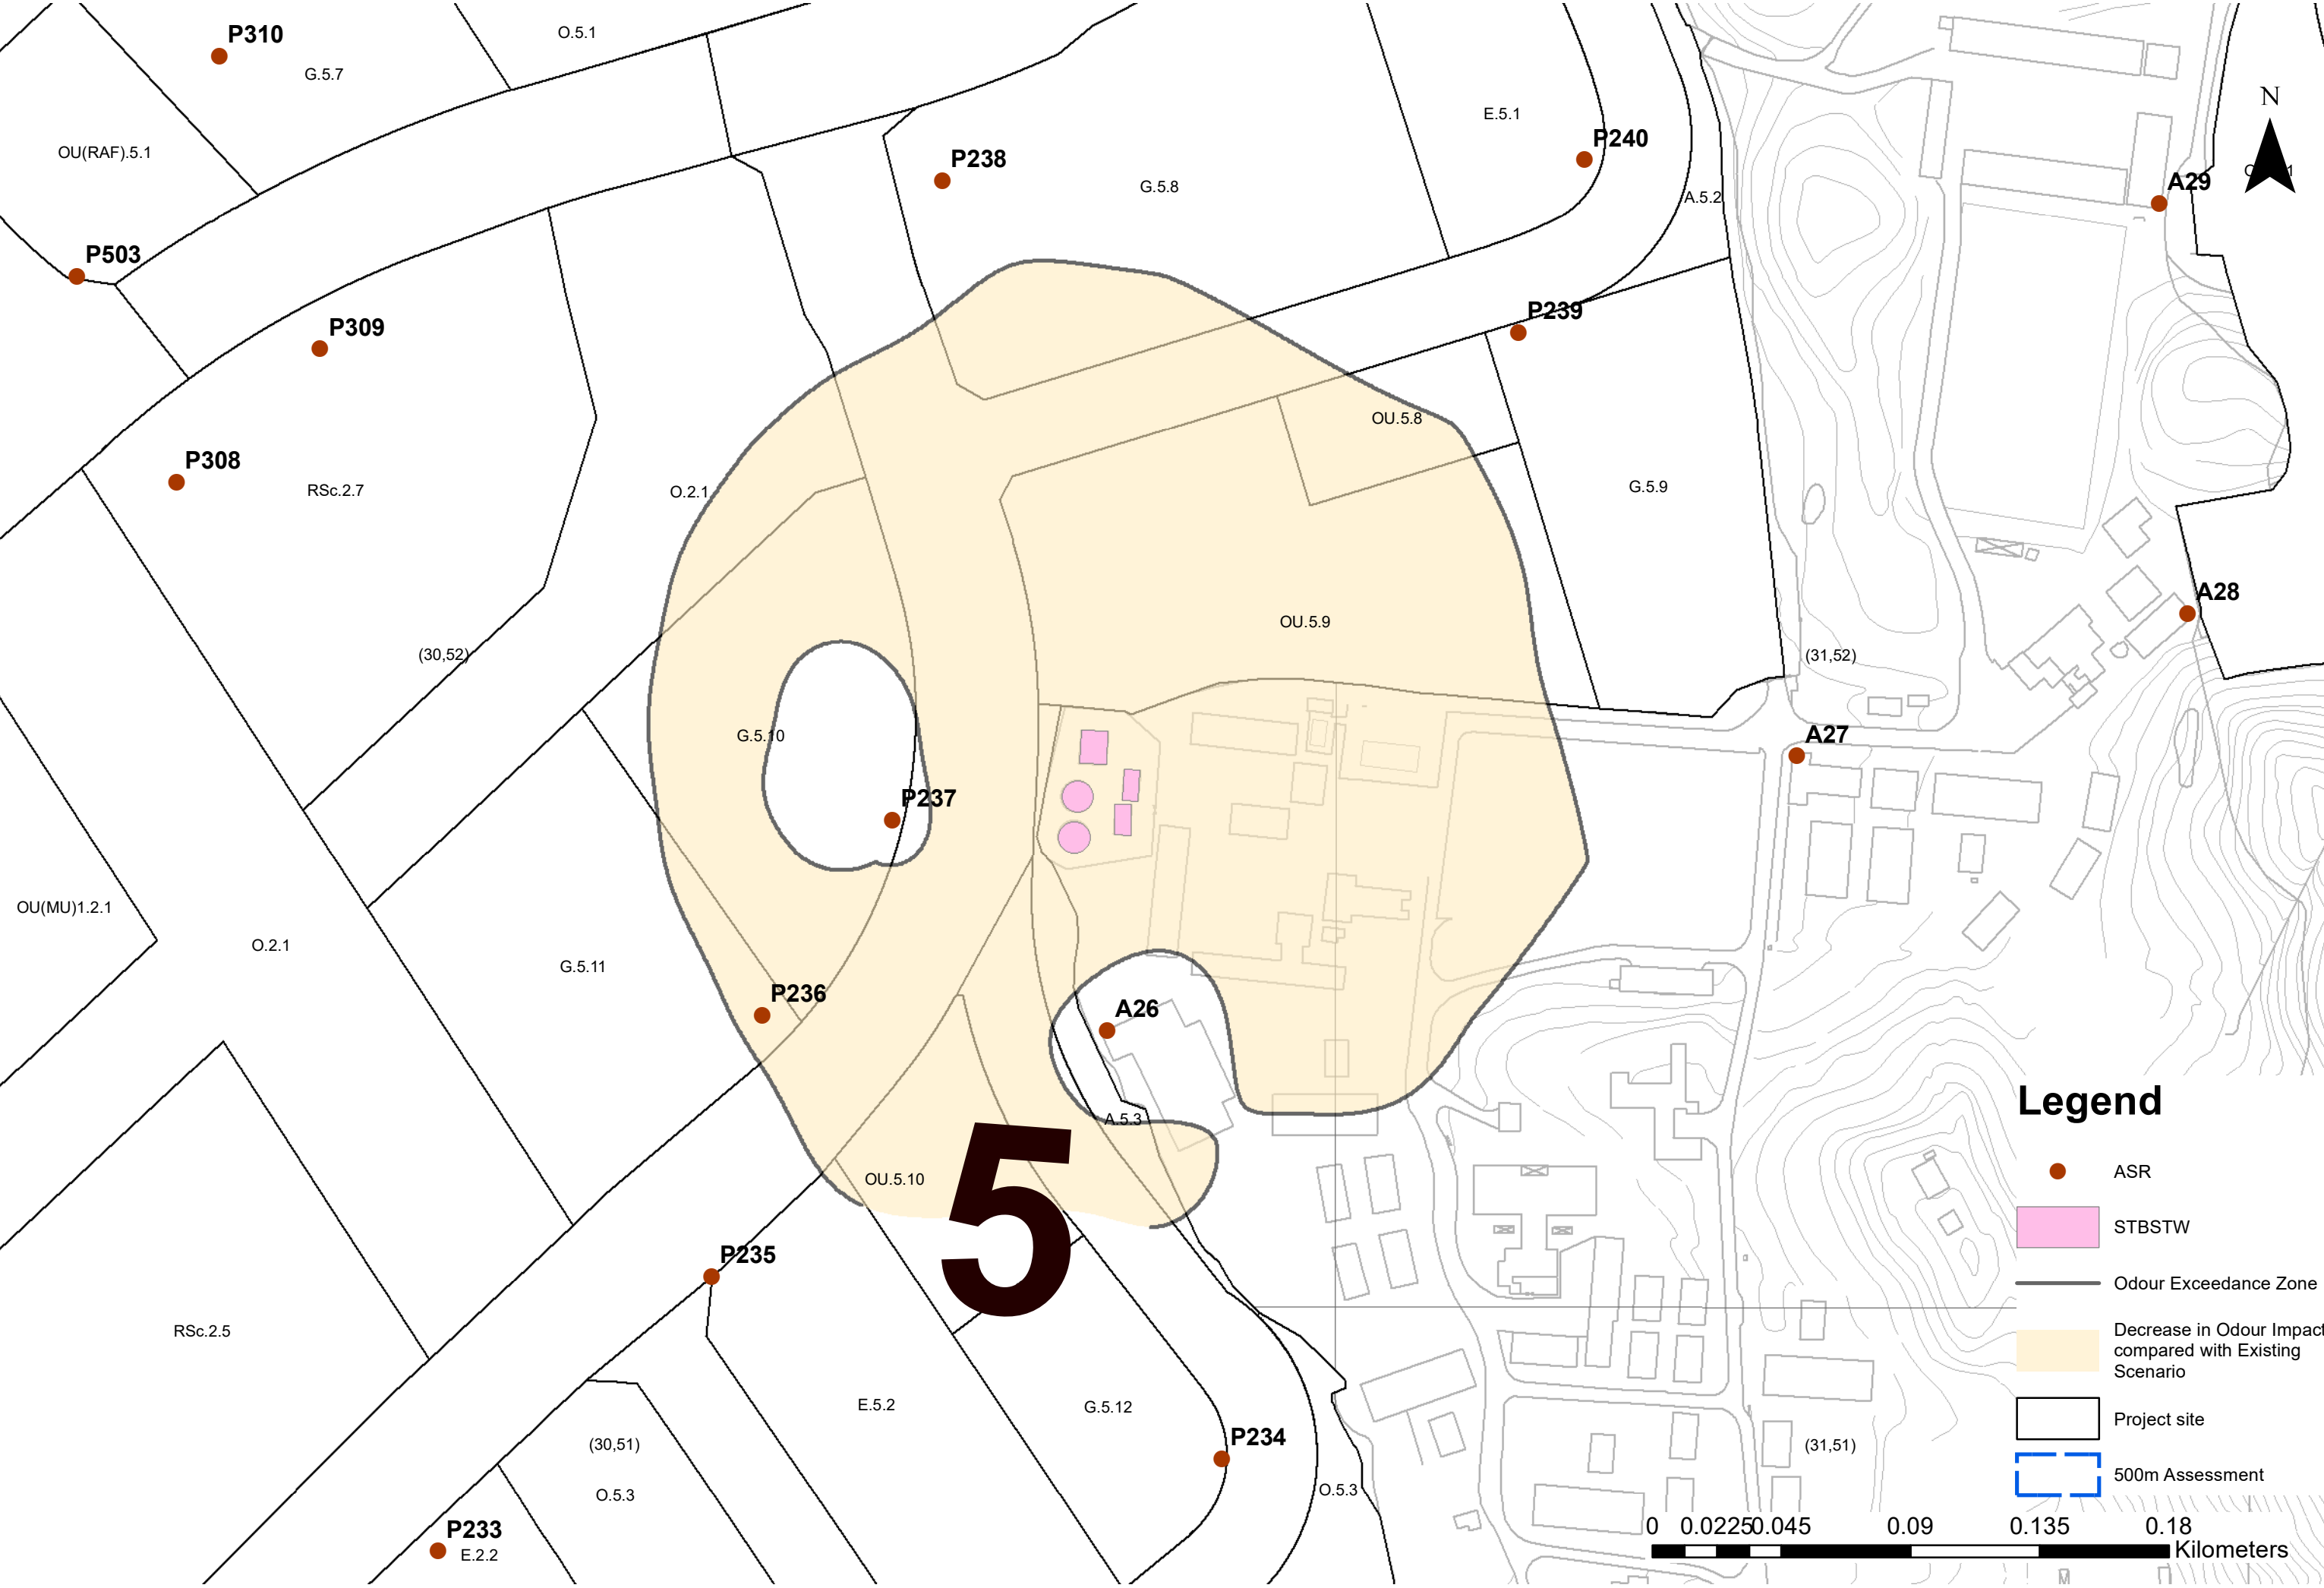 P310
O.5.1
G.5.7
N
E.5.1
P240
OU(RAF).5.1
P238
G.5.8
A.5.2
A29
P503
P309
P239
OU.5.8
P308
RSc.2.7
O.2.1
G.5.9
A28
OU.5.9
(30,52)
(31,52)
G.5.10
A27
P237
OU(MU)1.2.1
O.2.1
G.5.11
P236
A26
Legend
A.5.3
ASR
OU.5.10
5
STBSTW
P235
Odour Exceedance Zone
RSc.2.5
Decrease in Odour Impact
compared with Existing
Scenario
E.5.2
G.5.12
Project site
P234
(30,51)
(31,51)
500m Assessment
O.5.3
O.5.3
P233
E.2.2
0 0.0225 0.045 0.09 0.135 0.18
Kilometers